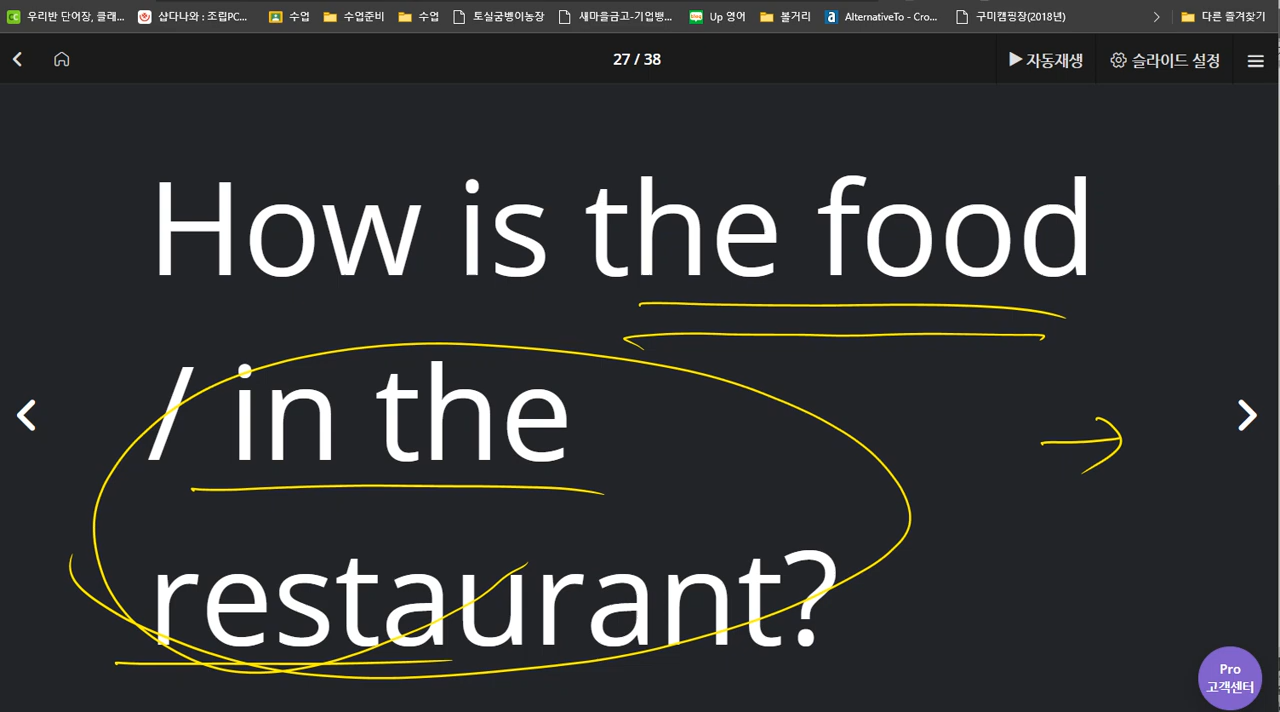 우리반 단어장, 클래... 샵다나와 : 조립PC... 수업 수업준비 수업 토실굼벵이농장 새마을금고-기업뱅... Up 영어 볼거리 AlternativeTo - Cro... 구미캠핑장(2018년) 다른 즐겨찾기
27 / 38 자동재생 슬라이드 설정
How is the food
/ in the
restaurant?
Pro
고객센터